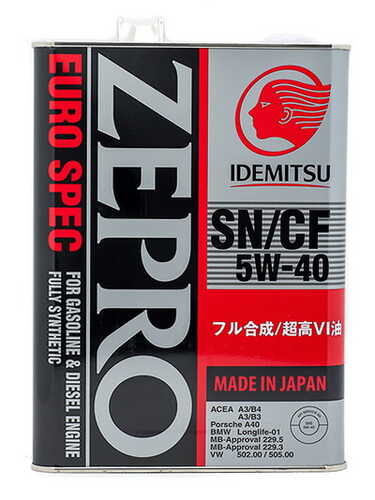 ZEPRO
EURO SPEC
FOR GASOLINE & DIESEL ENGINE
FULLY SYNTHETIC
IDEMITSU
SN/CF
5W-40
フル合成/超高VI油
MADE IN JAPAN
ACEA A3/B4
A3/B3
Porsche A40
BMW Longlife-01
MB-Approval 229.5
MB-Approval 229.3
VW 502.00 / 505.00